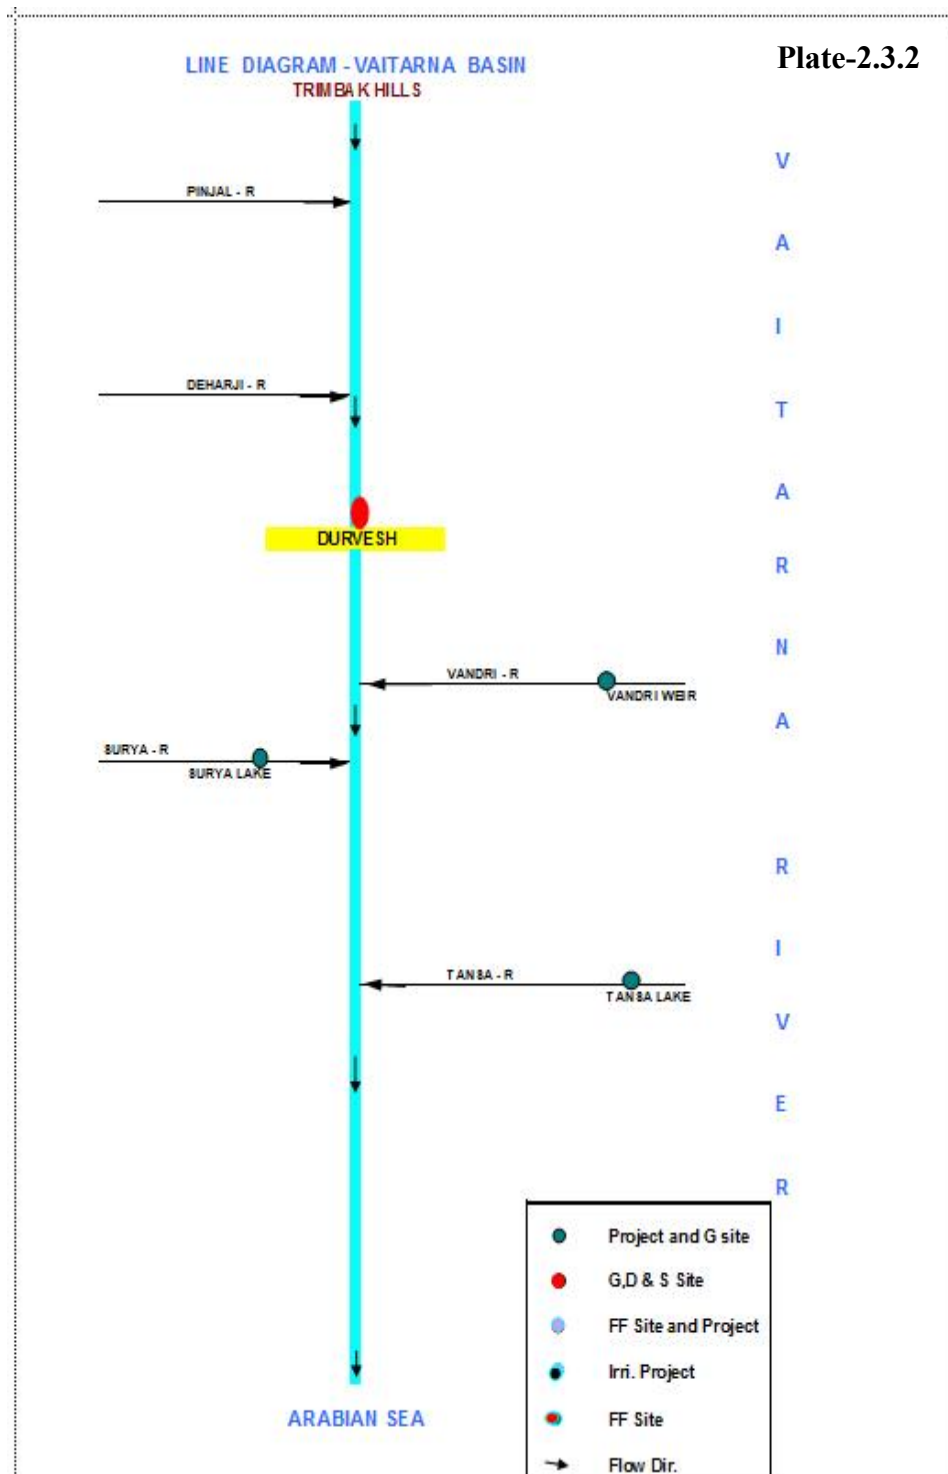 Plate-2.3.2
LINE DIAGRAM - VAITARNA BASIN
TRIMBAK HILLS
PINJAL - R
DEHARJI - R
DURVESH
VANDRI - R
VANDRI WEIR
SURYA - R
SURYA LAKE
TANSA - R
TANSA LAKE
ARABIAN SEA
V
A
I
T
A
R
N
A
R
I
V
E
R
Project and G site
G,D & S Site
FF Site and Project
Irri. Project
FF Site
Flow Dir.